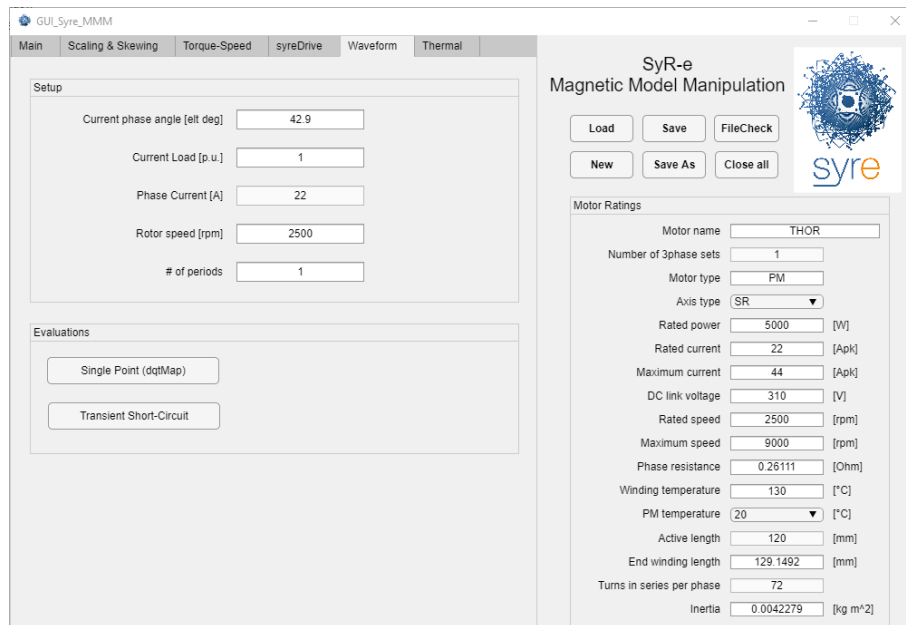 GUI_Syre_MMM
Main Scaling & Skewing Torque-Speed syreDrive Waveform Thermal
Setup
Current phase angle [elt deg] 42.9
Current Load [p.u.] 1
Phase Current [A] 22
Rotor speed [rpm] 2500
# of periods 1
Evaluations
Single Point (dqtMap)
Transient Short-Circuit
SyR-e
Magnetic Model Manipulation
Load Save FileCheck
New Save As Close all
syre
Motor Ratings
Motor name THOR
Number of 3phase sets 1
Motor type PM
Axis type SR
Rated power 5000 [W]
Rated current 22 [Apk]
Maximum current 44 [Apk]
DC link voltage 310 [V]
Rated speed 2500 [rpm]
Maximum speed 9000 [rpm]
Phase resistance 0.26111 [Ohm]
Winding temperature 130 [°C]
PM temperature 20 [°C]
Active length 120 [mm]
End winding length 129.1492 [mm]
Turns in series per phase 72
Inertia 0.0042279 [kg m^2]